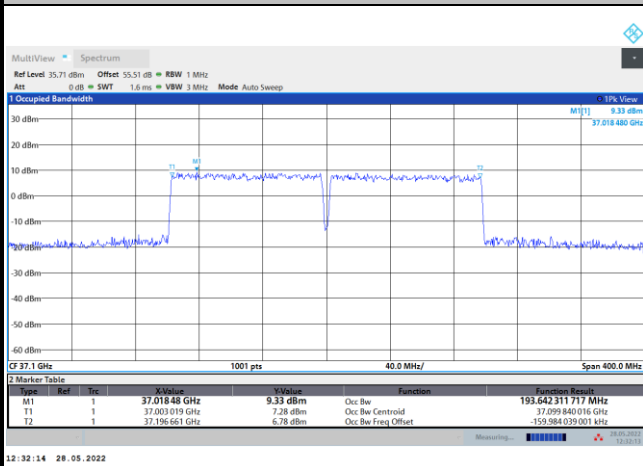 MultiView Spectrum
Ref Level 35.71 dBm Offset 55.51 dB RBW 1 MHz
Att 0 dB SWT 1.6 ms VBW 3 MHz Mode Auto Sweep
1 Occupied Bandwidth 1Pk View
M1[1] 9.33 dBm
37.018 480 GHz
30 dBm
20 dBm
T1 M1 T2
10 dBm
0 dBm
-10 dBm
-20 dBm
-30 dBm
-40 dBm
-50 dBm
-60 dBm
CF 37.1 GHz 1001 pts 40.0 MHz/ Span 400.0 MHz
2 Marker Table
Type Ref Trc X-Value Y-Value Function Function Result
M1 1 37.018 48 GHz 9.33 dBm Occ Bw 193.642 311 717 MHz
T1 1 37.003 019 GHz 7.28 dBm Occ Bw Centroid 37.099 840 016 GHz
T2 1 37.196 661 GHz 6.78 dBm Occ Bw Freq Offset -159.984 039 001 kHz
Measuring... 28.05.2022
12:32:13
12:32:14 28.05.2022